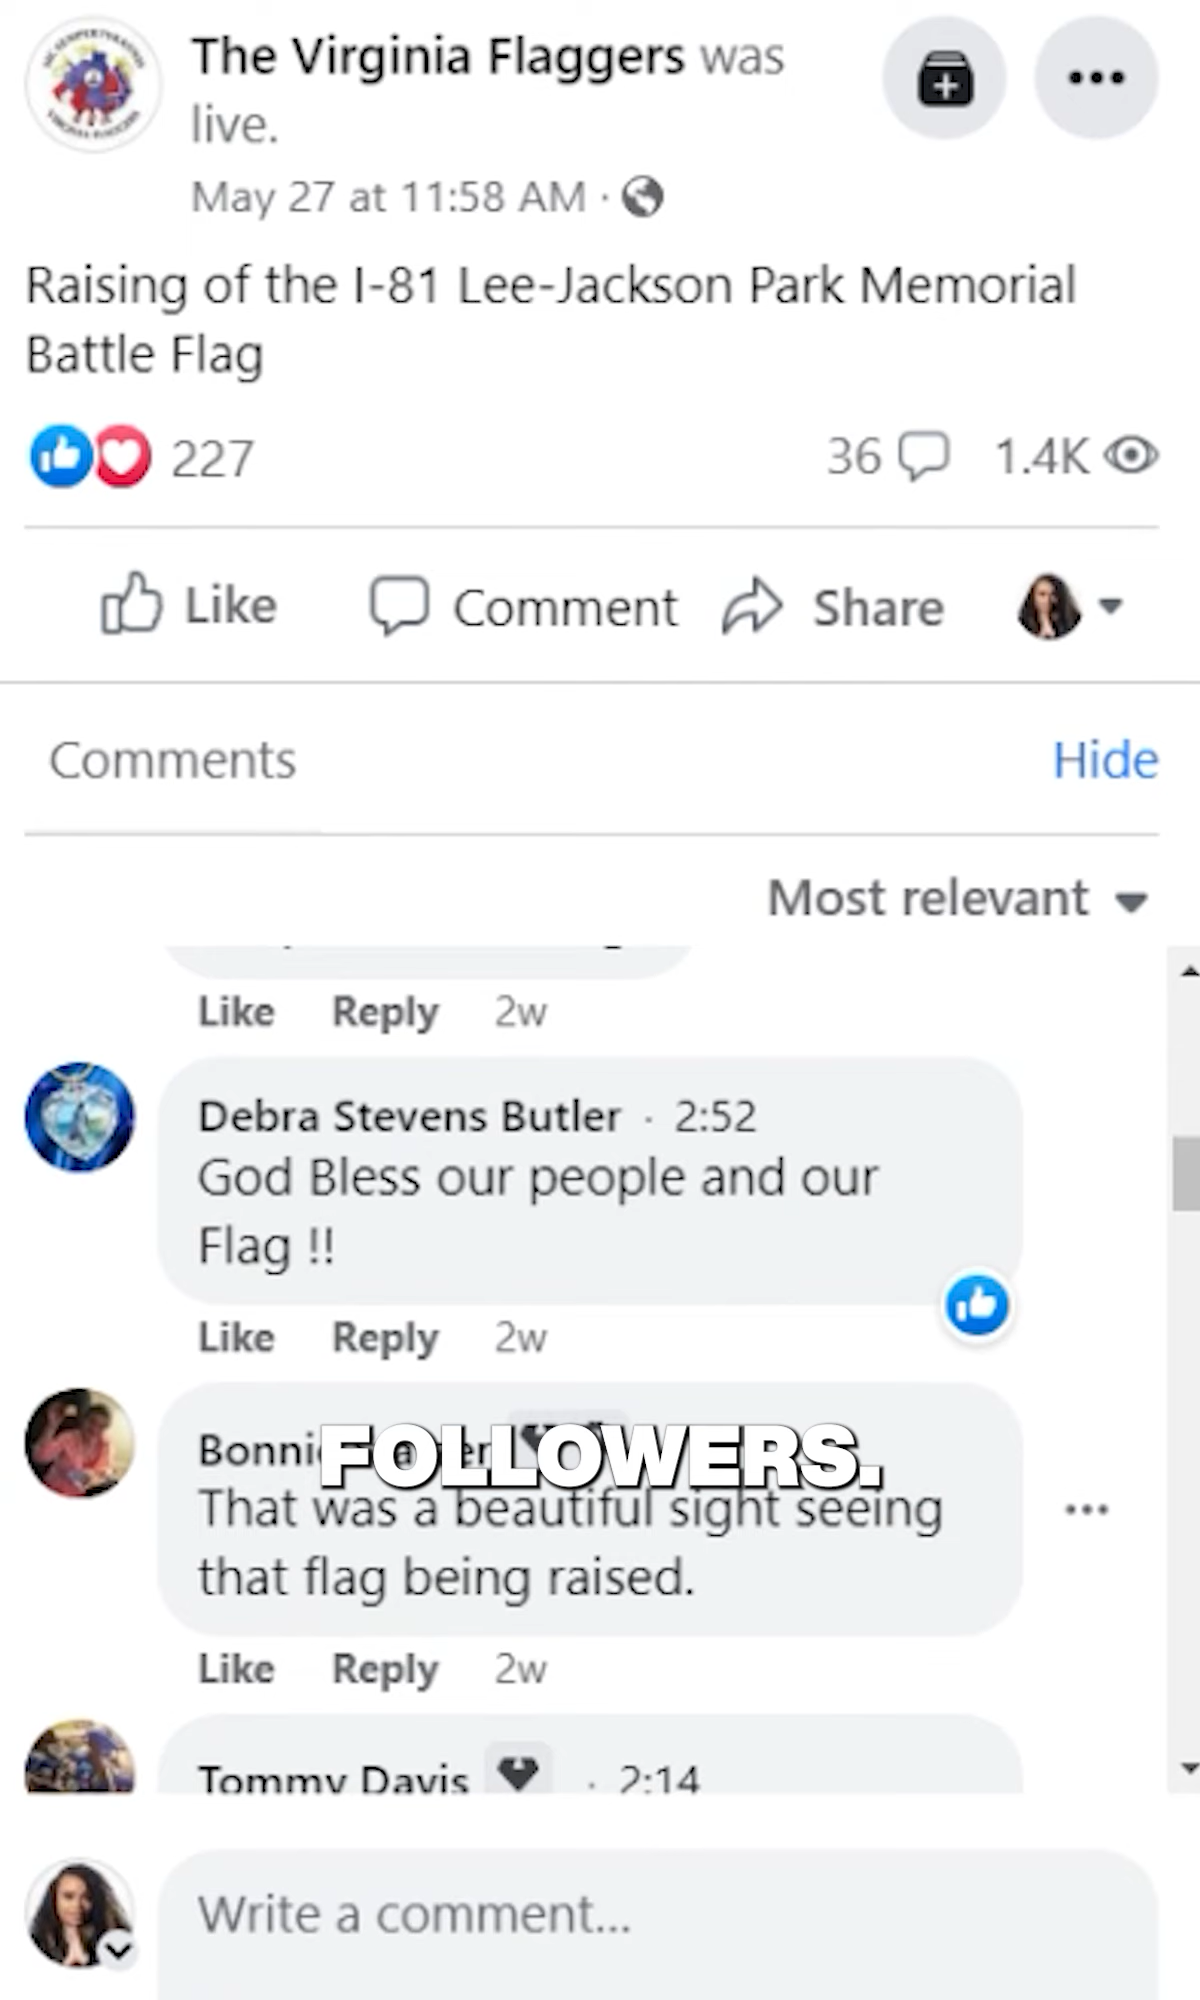 The Virginia Flaggers was
live.
May 27 at 11:58 AM ·
Raising of the I-81 Lee-Jackson Park Memorial
Battle Flag
227 36 1.4K
Like Comment Share
Comments Hide
Most relevant
Like Reply 2w
Debra Stevens Butler · 2:52
God Bless our people and our
Flag !!
Like Reply 2w
FOLLOWERS.
That was a beautiful sight seeing
that flag being raised.
Like Reply 2w
Tommy Davis · 2:14
Write a comment...